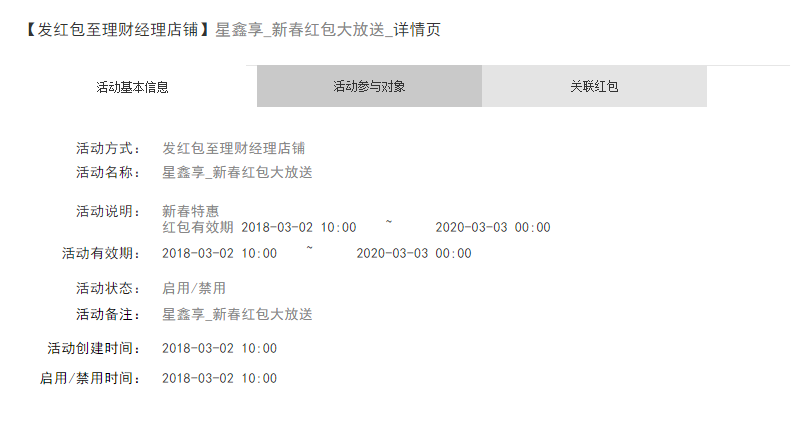 【发红包至理财经理店铺】星鑫享_新春红包大放送_详情页
活动基本信息 活动参与对象 关联红包
活动方式： 发红包至理财经理店铺
活动名称： 星鑫享_新春红包大放送
活动说明： 新春特惠
红包有效期 2018-03-02 10:00 ~ 2020-03-03 00:00
活动有效期： 2018-03-02 10:00 ~ 2020-03-03 00:00
活动状态： 启用/禁用
活动备注： 星鑫享_新春红包大放送
活动创建时间： 2018-03-02 10:00
启用/禁用时间： 2018-03-02 10:00